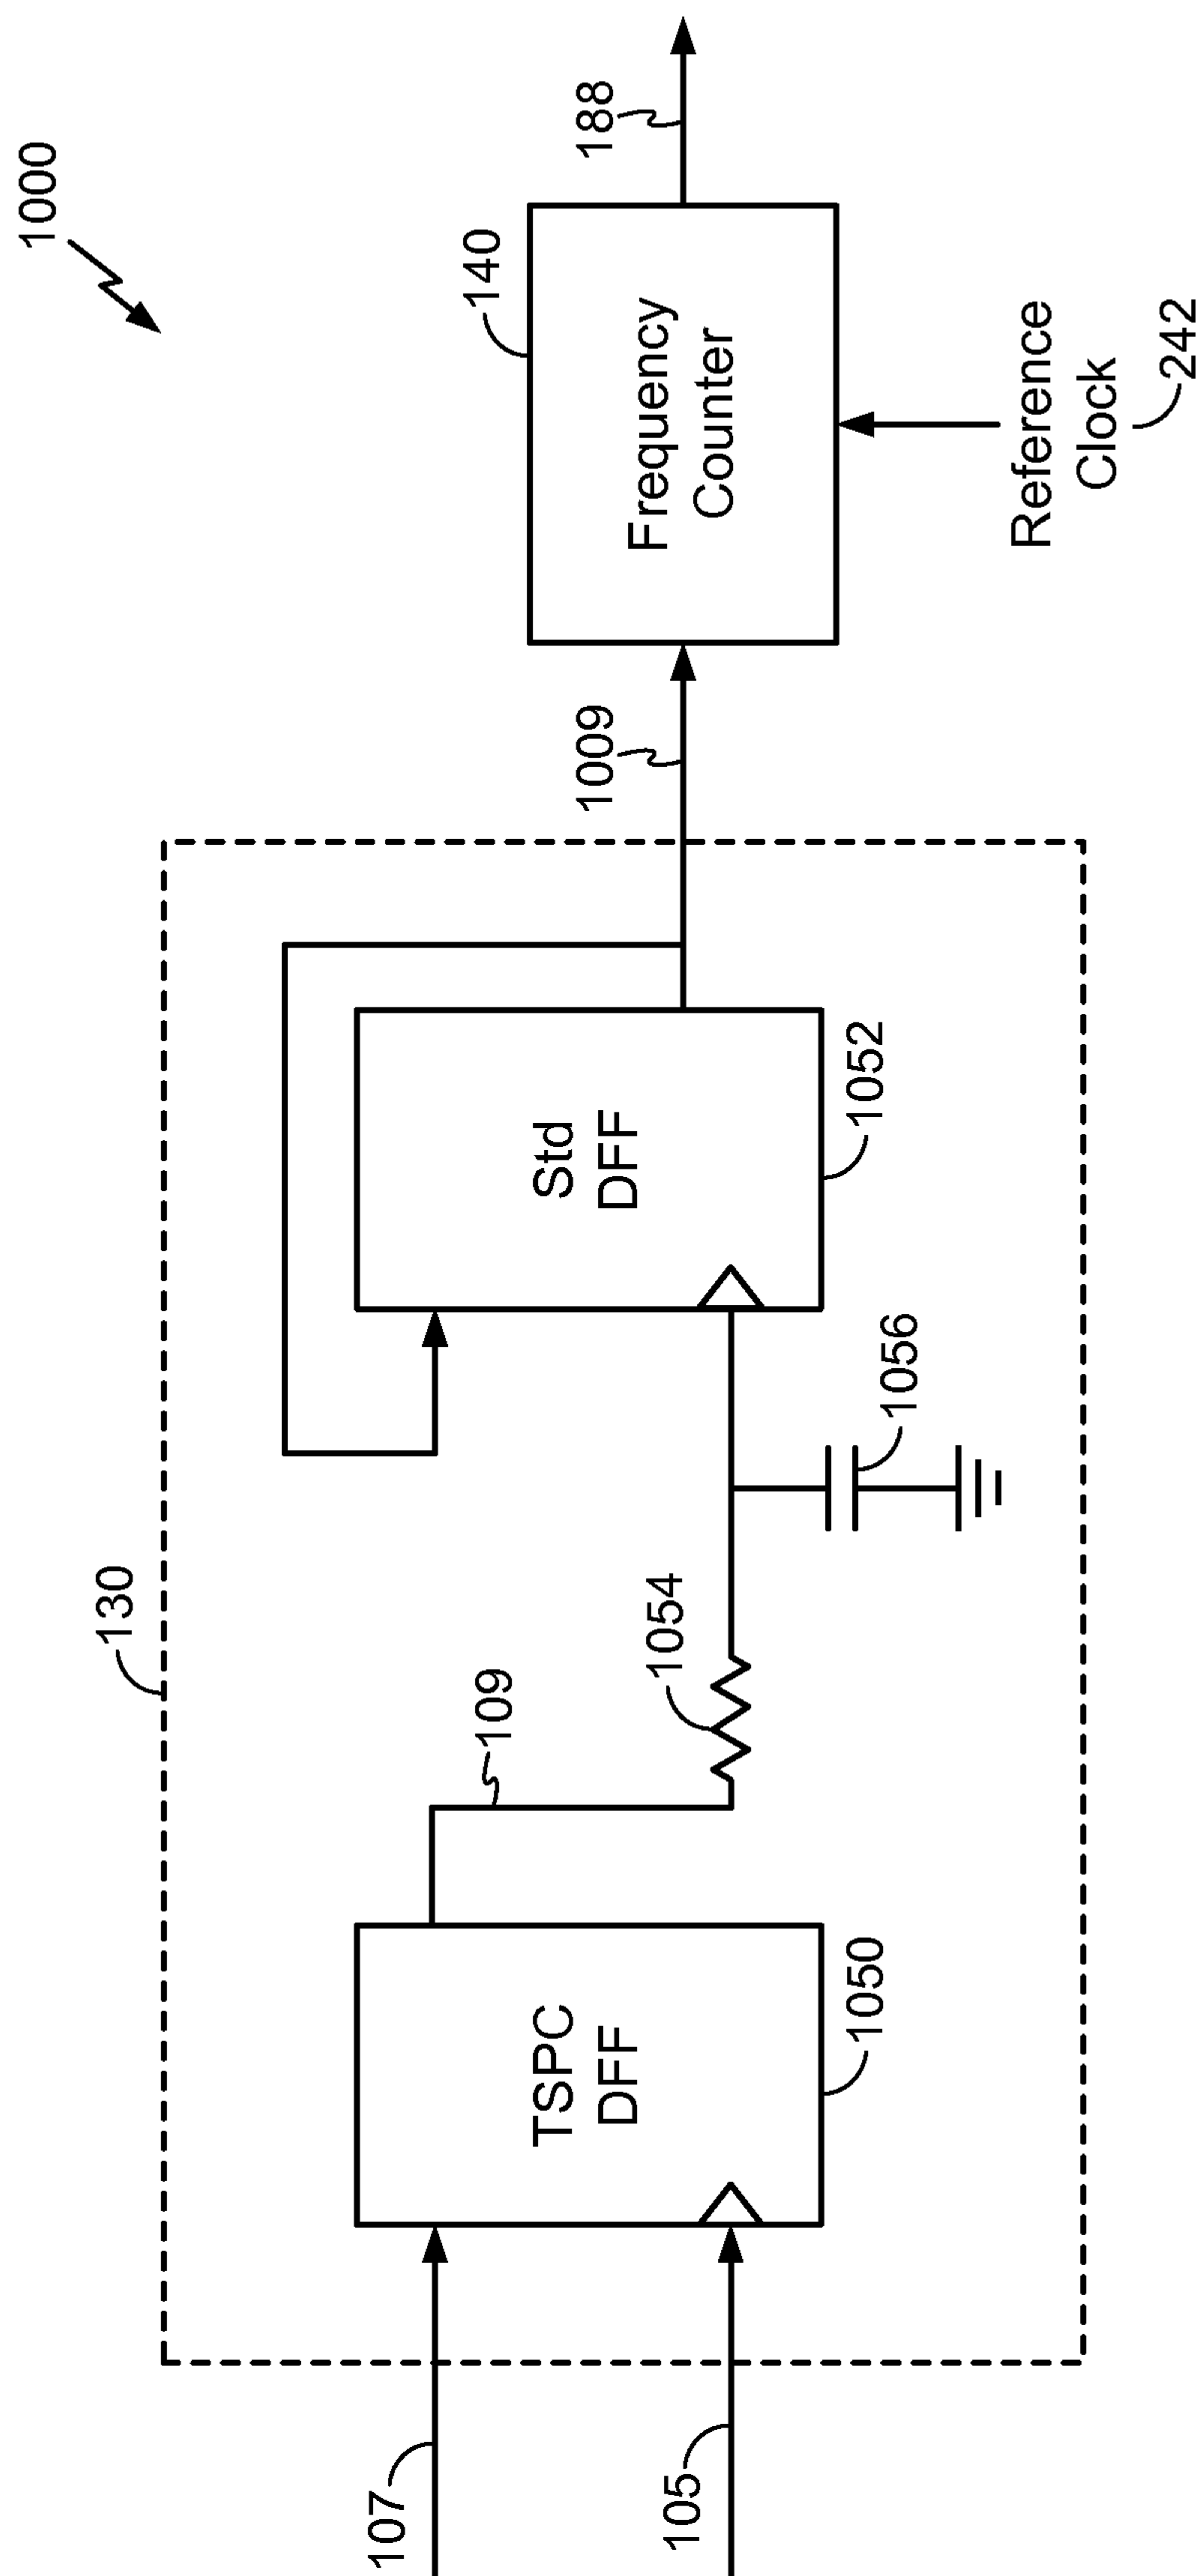 1000
130
107
105
TSPC
DFF
1050
109
1054
1056
Std
DFF
1052
1009
140
Frequency
Counter
188
Reference
Clock
242